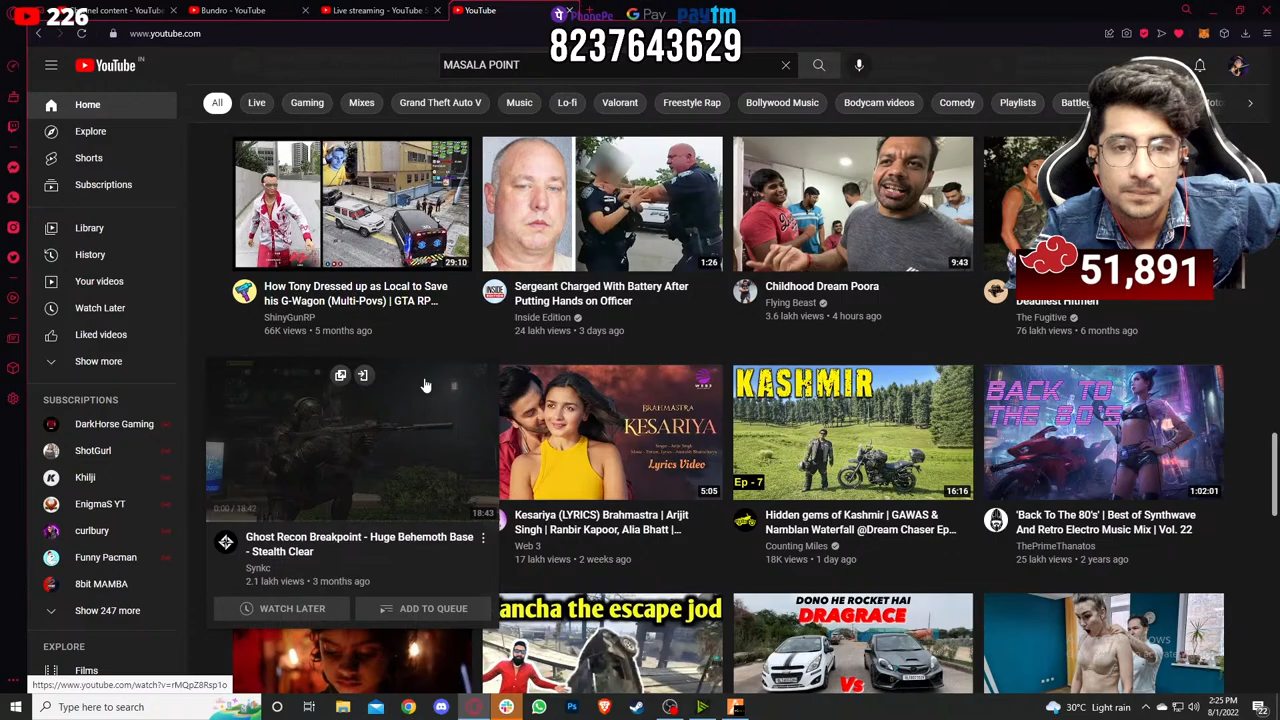 226
Channel content - YouTube
Bundro - YouTube
Live streaming - YouTube S
YouTube
PhonePe
G Pay
paytm
8237643629
www.youtube.com
YouTube
IN
MASALA POINT
All
Live
Gaming
Mixes
Grand Theft Auto V
Music
Lo-fi
Valorant
Freestyle Rap
Bollywood Music
Bodycam videos
Comedy
Playlists
Home
Explore
Shorts
Subscriptions
Library
History
Your videos
Watch Later
Liked videos
Show more
SUBSCRIPTIONS
DarkHorse Gaming
ShotGurl
Khilji
EnigmaS YT
curlbury
Funny Pacman
8bit MAMBA
Show 247 more
EXPLORE
Films
29:10
How Tony Dressed up as Local to Save
his G-Wagon (Multi-Povs) | GTA RP...
ShinyGunRP
66K views • 5 months ago
1:26
Sergeant Charged With Battery After
Putting Hands on Officer
Inside Edition
24 lakh views • 3 days ago
9:43
Childhood Dream Poora
Flying Beast
3.6 lakh views • 4 hours ago
51,891
Deadliest Hitmen
The Fugitive
76 lakh views • 6 months ago
0:00 / 18:42
18:43
Ghost Recon Breakpoint - Huge Behemoth Base
- Stealth Clear
Synkc
2.1 lakh views • 3 months ago
WATCH LATER
ADD TO QUEUE
BRAHMASTRA
KESARIYA
Lyrics Video
5:05
Kesariya (LYRICS) Brahmastra | Arijit
Singh | Ranbir Kapoor, Alia Bhatt |...
Web 3
17 lakh views • 2 weeks ago
KASHMIR
Ep - 7
16:16
Hidden gems of Kashmir | GAWAS &
Namblan Waterfall @Dream Chaser Ep...
Counting Miles
18K views • 1 day ago
BACK TO
THE 80'S
1:02:01
'Back To The 80's' | Best of Synthwave
And Retro Electro Music Mix | Vol. 22
ThePrimeThanatos
25 lakh views • 2 years ago
ancha the escape jod
DONO HE ROCKET HAI
DRAGRACE
Vs
https://www.youtube.com/watch?v=rMQpZ8Rsp1o
Type here to search
30°C Light rain
2:25 PM
8/1/2022
22